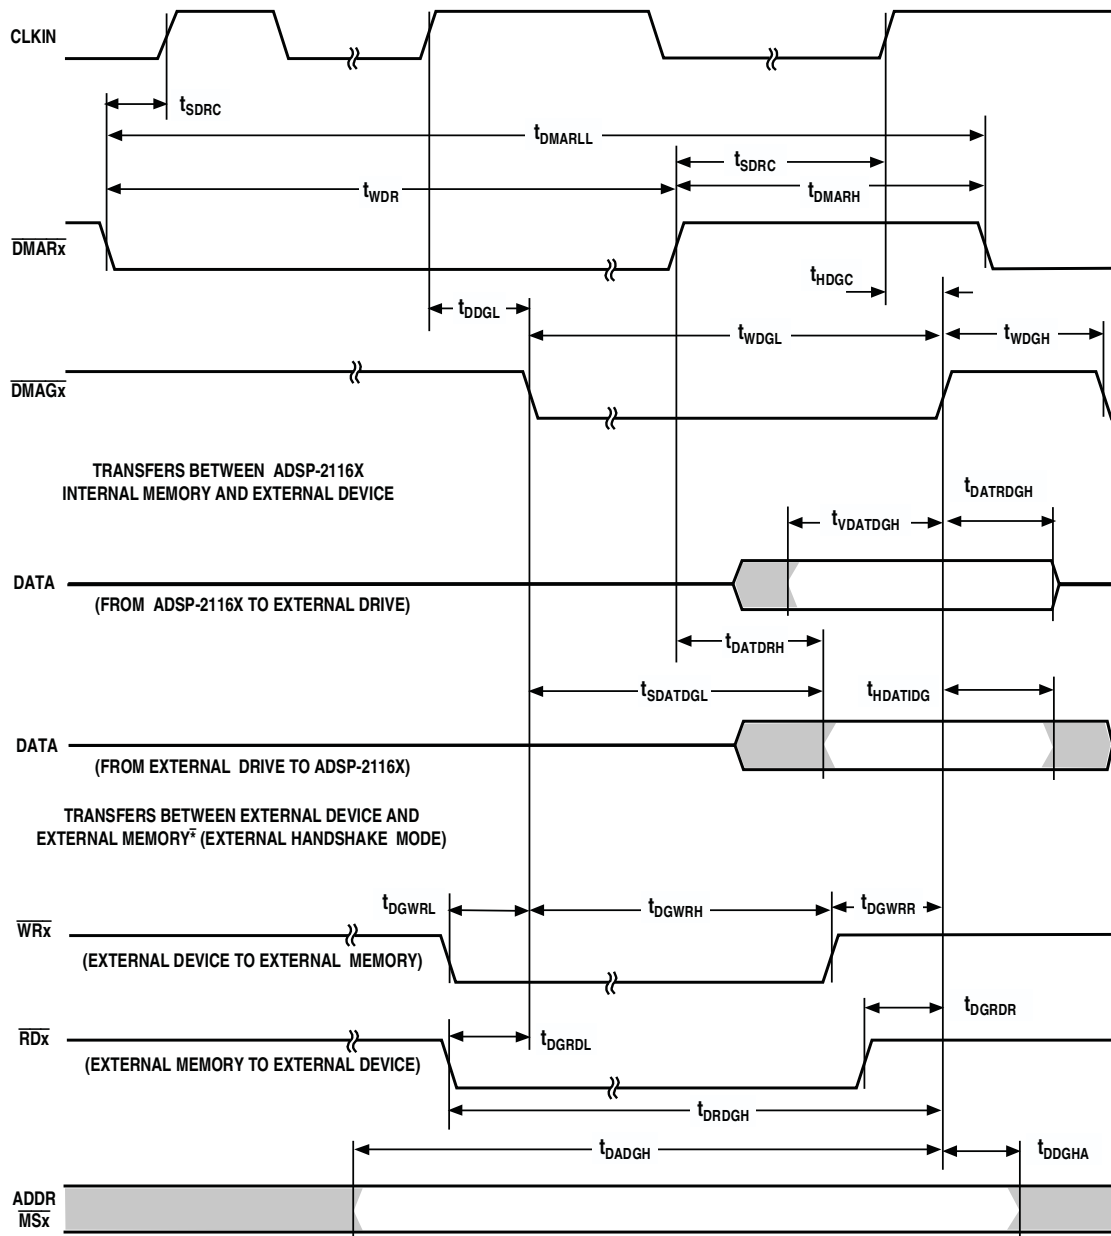 CLKIN
tSDRC
tDMARLL
tSDRC
tWDR
tDMARH
DMARx
tHDGC
tDDGL
tWDGL
tWDGH
DMAGx
TRANSFERS BETWEEN ADSP-2116X
INTERNAL MEMORY AND EXTERNAL DEVICE
tDATRDGH
tVDATDGH
DATA
(FROM ADSP-2116X TO EXTERNAL DRIVE)
tDATDRH
tSDATDGL
tHDATIDG
DATA
(FROM EXTERNAL DRIVE TO ADSP-2116X)
TRANSFERS BETWEEN EXTERNAL DEVICE AND
EXTERNAL MEMORY* (EXTERNAL HANDSHAKE MODE)
tDGWRL
tDGWRH
tDGWRR
WRx
(EXTERNAL DEVICE TO EXTERNAL MEMORY)
tDGRDR
RDx
tDGRDL
(EXTERNAL MEMORY TO EXTERNAL DEVICE)
tDRDGH
tDADGH
tDDGHA
ADDR
MSx